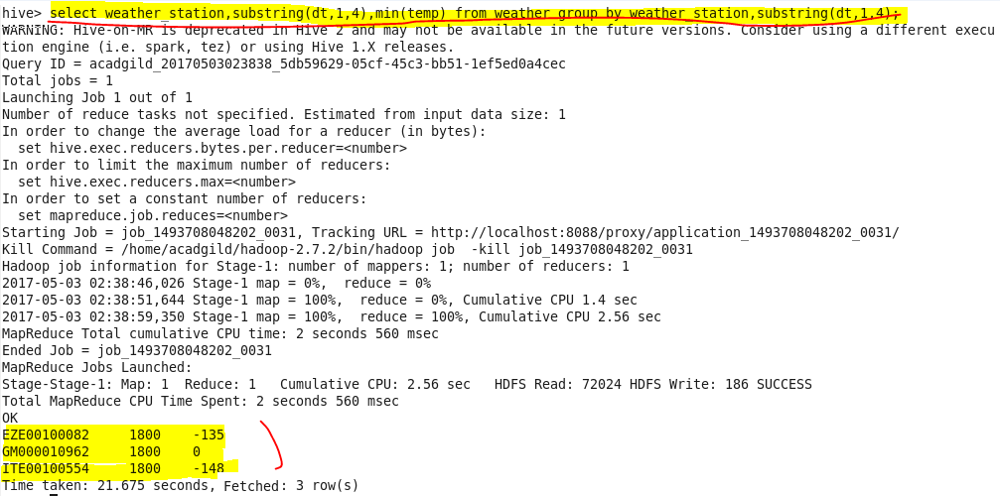 hive> select weather_station,substring(dt,1,4),min(temp) from weather group by weather_station,substring(dt,1,4);
WARNING: Hive-on-MR is deprecated in Hive 2 and may not be available in the future versions. Consider using a different execu
tion engine (i.e. spark, tez) or using Hive 1.X releases.
Query ID = acadgild_20170503023838_5db59629-05cf-45c3-bb51-1ef5ed0a4cec
Total jobs = 1
Launching Job 1 out of 1
Number of reduce tasks not specified. Estimated from input data size: 1
In order to change the average load for a reducer (in bytes):
  set hive.exec.reducers.bytes.per.reducer=<number>
In order to limit the maximum number of reducers:
  set hive.exec.reducers.max=<number>
In order to set a constant number of reducers:
  set mapreduce.job.reduces=<number>
Starting Job = job_1493708048202_0031, Tracking URL = http://localhost:8088/proxy/application_1493708048202_0031/
Kill Command = /home/acadgild/hadoop-2.7.2/bin/hadoop job  -kill job_1493708048202_0031
Hadoop job information for Stage-1: number of mappers: 1; number of reducers: 1
2017-05-03 02:38:46,026 Stage-1 map = 0%,  reduce = 0%
2017-05-03 02:38:51,644 Stage-1 map = 100%,  reduce = 0%, Cumulative CPU 1.4 sec
2017-05-03 02:38:59,350 Stage-1 map = 100%,  reduce = 100%, Cumulative CPU 2.56 sec
MapReduce Total cumulative CPU time: 2 seconds 560 msec
Ended Job = job_1493708048202_0031
MapReduce Jobs Launched:
Stage-Stage-1: Map: 1  Reduce: 1   Cumulative CPU: 2.56 sec   HDFS Read: 72024 HDFS Write: 186 SUCCESS
Total MapReduce CPU Time Spent: 2 seconds 560 msec
OK
EZE00100082     1800    -135
GM000010962     1800    0
ITE00100554     1800    -148
Time taken: 21.675 seconds, Fetched: 3 row(s)